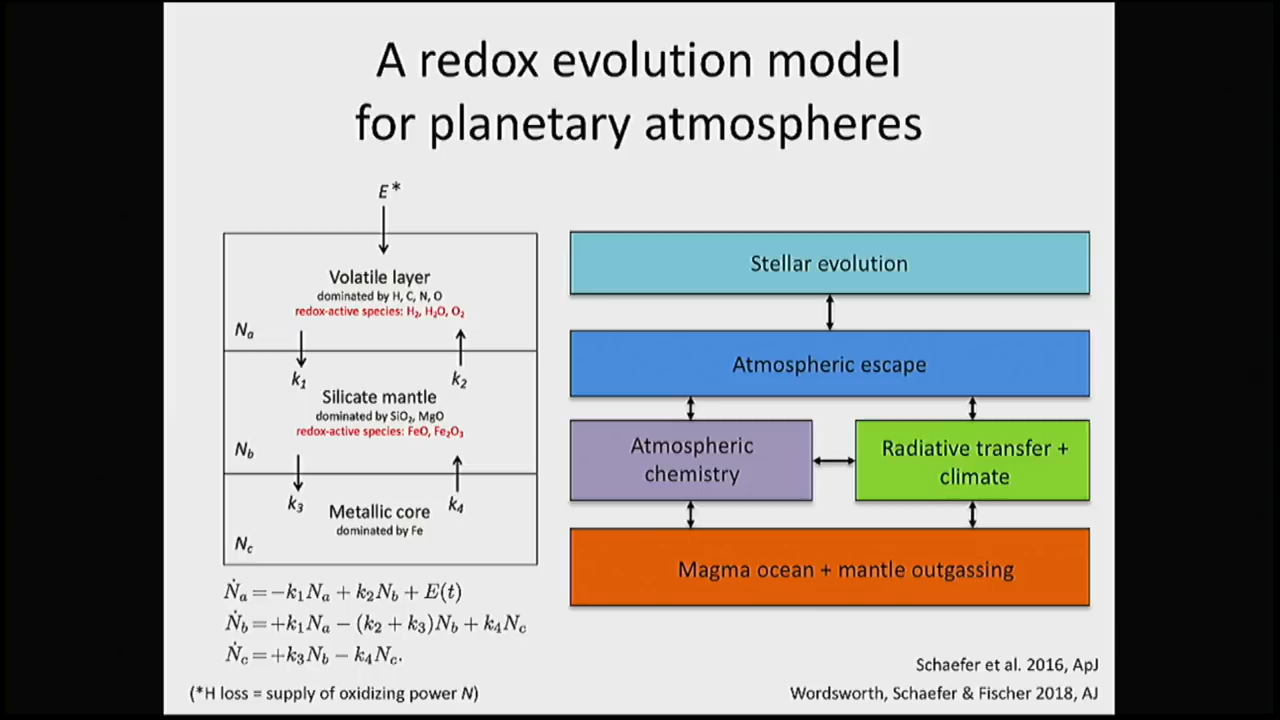 A redox evolution model
for planetary atmospheres
E*
Volatile layer
dominated by H, C, N, O
redox-active species: H₂, H₂O, O₂
Nₐ
k₁
k₂
Silicate mantle
dominated by SiO₂, MgO
redox-active species: FeO, Fe₂O₃
N_b
k₃
k₄
Metallic core
dominated by Fe
N_c
Ṅₐ = −k₁Nₐ + k₂N_b + E(t)
Ṅ_b = +k₁Nₐ − (k₂ + k₃)N_b + k₄N_c
Ṅ_c = +k₃N_b − k₄N_c.
(*H loss = supply of oxidizing power N)
Stellar evolution
Atmospheric escape
Atmospheric
chemistry
Radiative transfer +
climate
Magma ocean + mantle outgassing
Schaefer et al. 2016, ApJ
Wordsworth, Schaefer & Fischer 2018, AJ